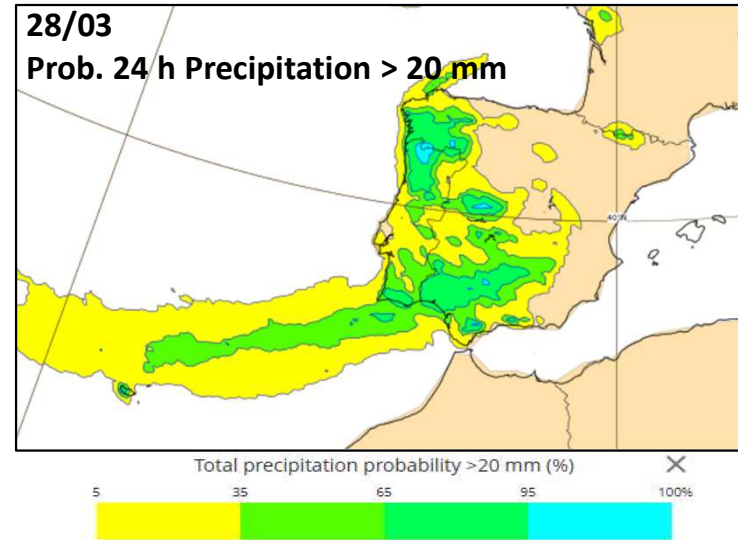 28/03
Prob. 24 h Precipitation > 20 mm
40°N
Total precipitation probability >20 mm (%)
5 35 65 95 100%